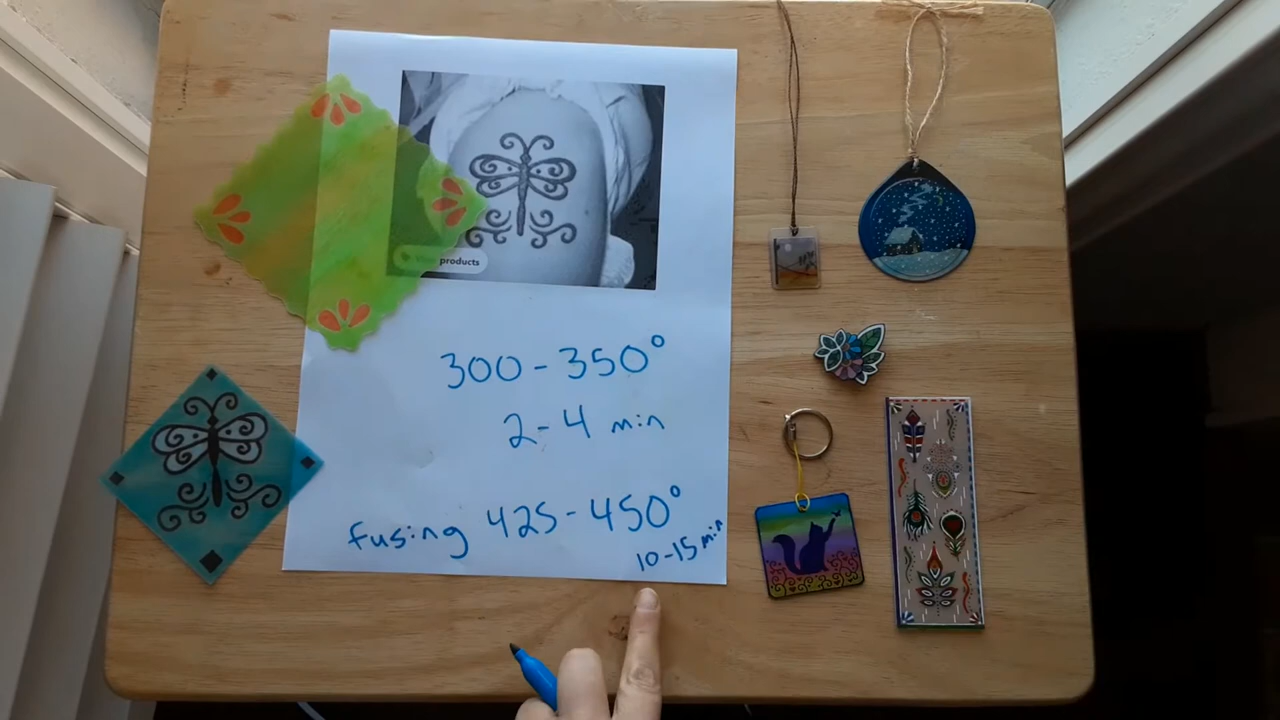 products
300-350°
2-4 min
fusing 425-450°
10-15 min